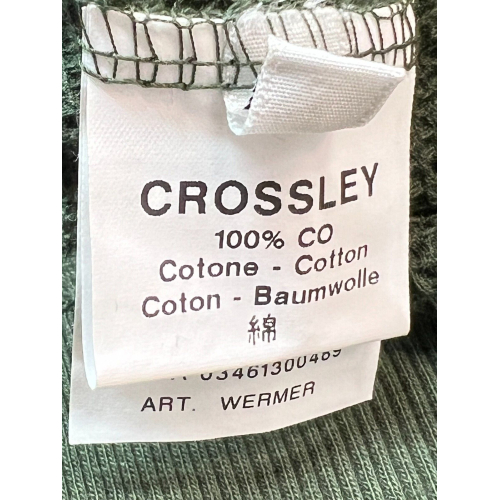 CROSSLEY
100% CO
Cotone - Cotton
Coton - Baumwolle
綿
03461300489
ART. WERMER